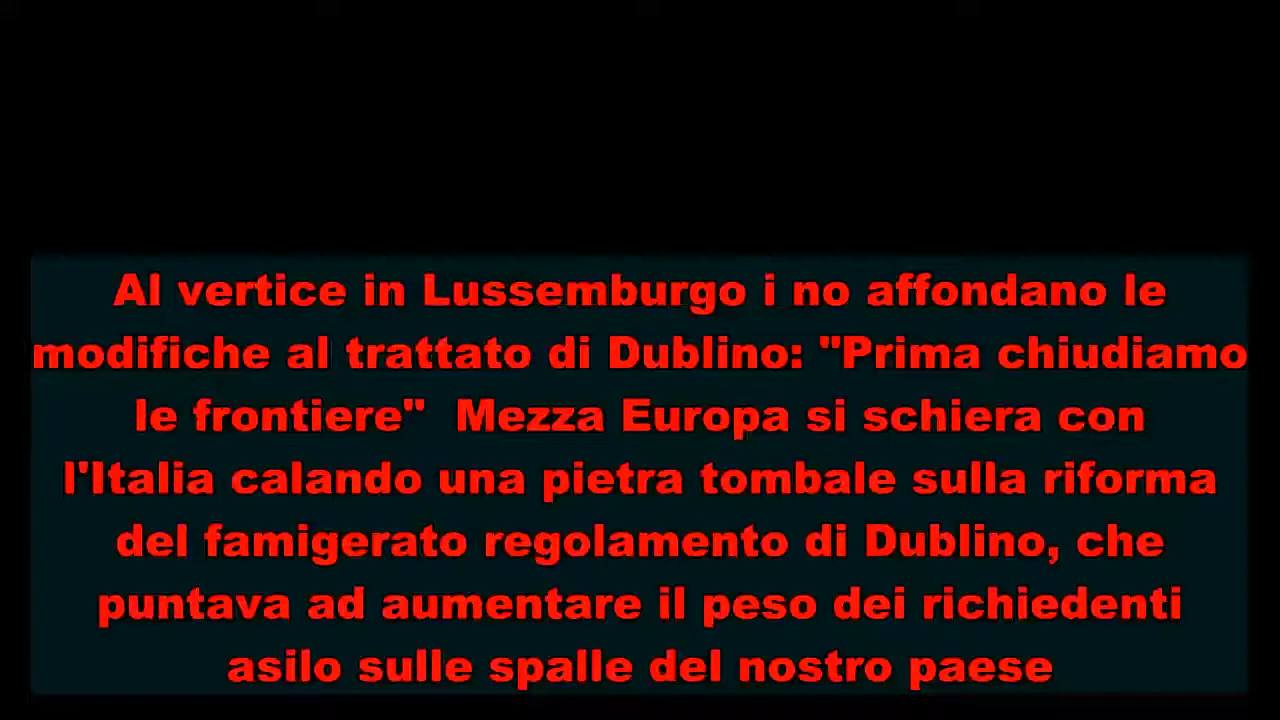 Al vertice in Lussemburgo i no affondano le
modifiche al trattato di Dublino: "Prima chiudiamo
le frontiere"  Mezza Europa si schiera con
l'Italia calando una pietra tombale sulla riforma
del famigerato regolamento di Dublino, che
puntava ad aumentare il peso dei richiedenti
asilo sulle spalle del nostro paese